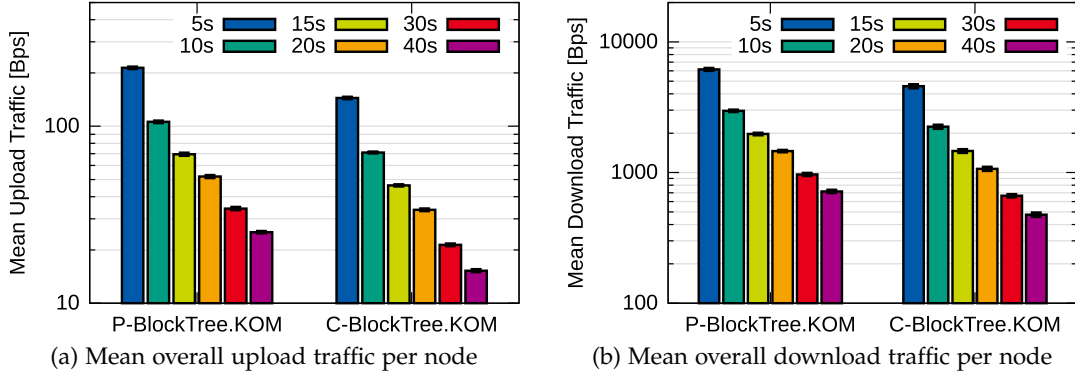 5s 15s 30s
10s 20s 40s
Mean Upload Traffic [Bps]
100
10
P-BlockTree.KOM C-BlockTree.KOM
(a) Mean overall upload traffic per node
5s 15s 30s
10s 20s 40s
Mean Download Traffic [Bps]
10000
1000
100
P-BlockTree.KOM C-BlockTree.KOM
(b) Mean overall download traffic per node